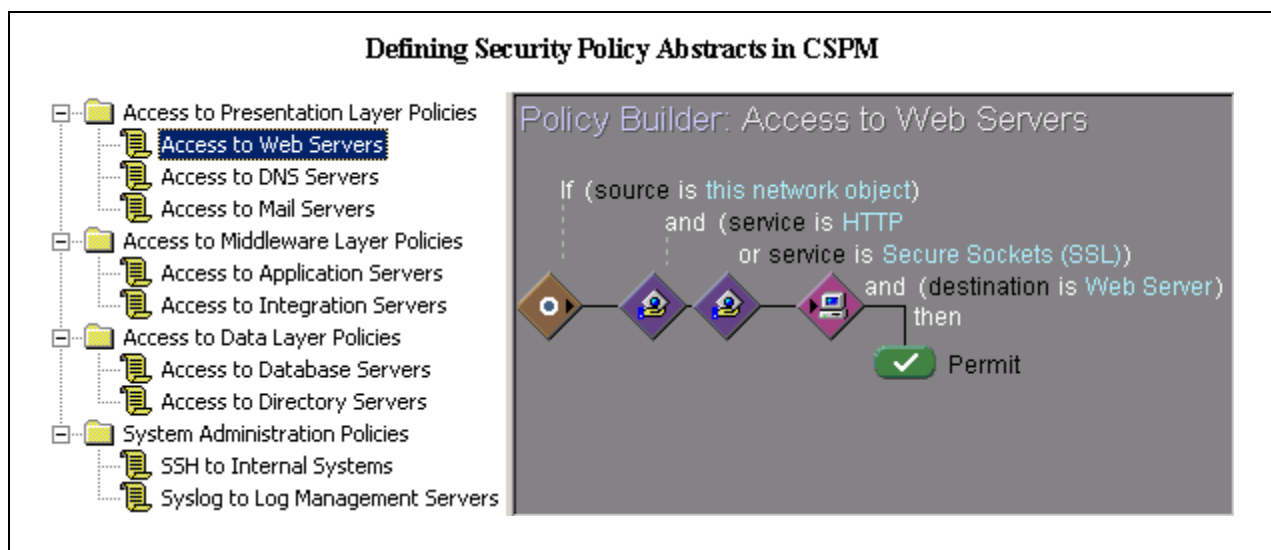 Defining Security Policy Abstracts in CSPM
Access to Presentation Layer Policies
Access to Web Servers
Access to DNS Servers
Access to Mail Servers
Access to Middleware Layer Policies
Access to Application Servers
Access to Integration Servers
Access to Data Layer Policies
Access to Database Servers
Access to Directory Servers
System Administration Policies
SSH to Internal Systems
Syslog to Log Management Servers
Policy Builder: Access to Web Servers
If (source is this network object)
and (service is HTTP
or service is Secure Sockets (SSL))
and (destination is Web Server)
then
Permit